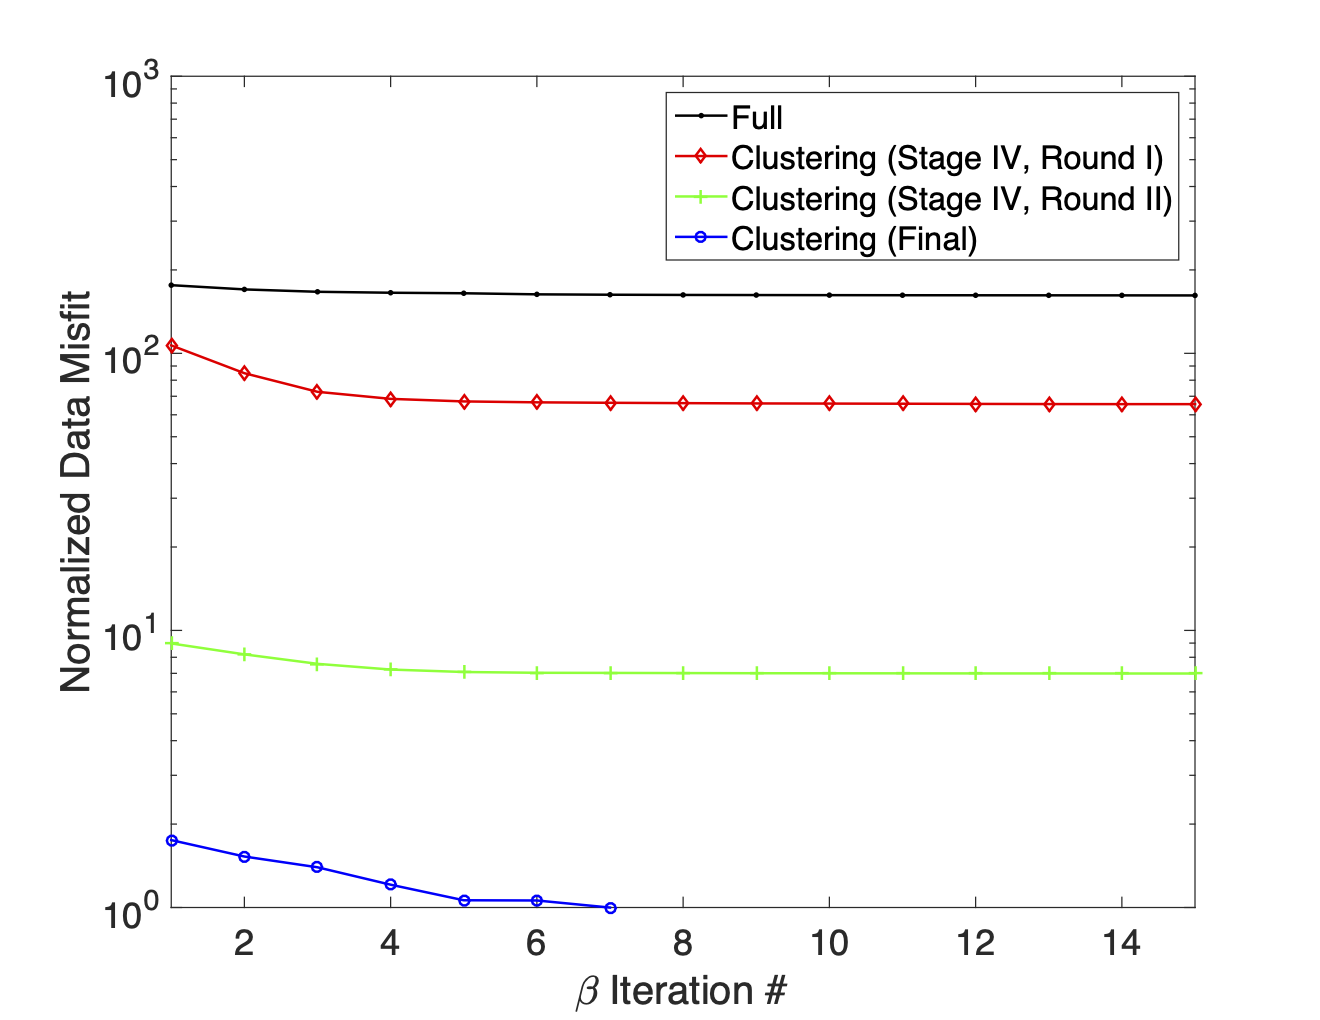 10³
Full
Clustering (Stage IV, Round I)
Clustering (Stage IV, Round II)
Clustering (Final)
10²
10¹
10⁰
Normalized Data Misfit
2 4 6 8 10 12 14
β Iteration #